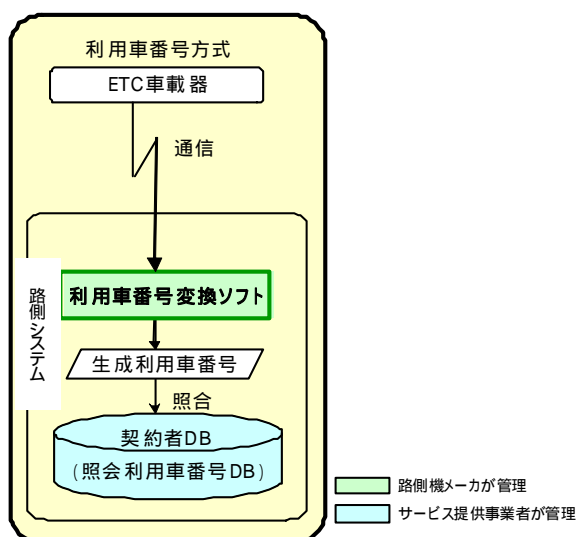 利用車番号方式
ETC車載器
通信
路側システム
利用車番号変換ソフト
生成利用車番号
照合
契約者DB
(照会利用車番号DB)
路側機メーカが管理
サービス提供事業者が管理